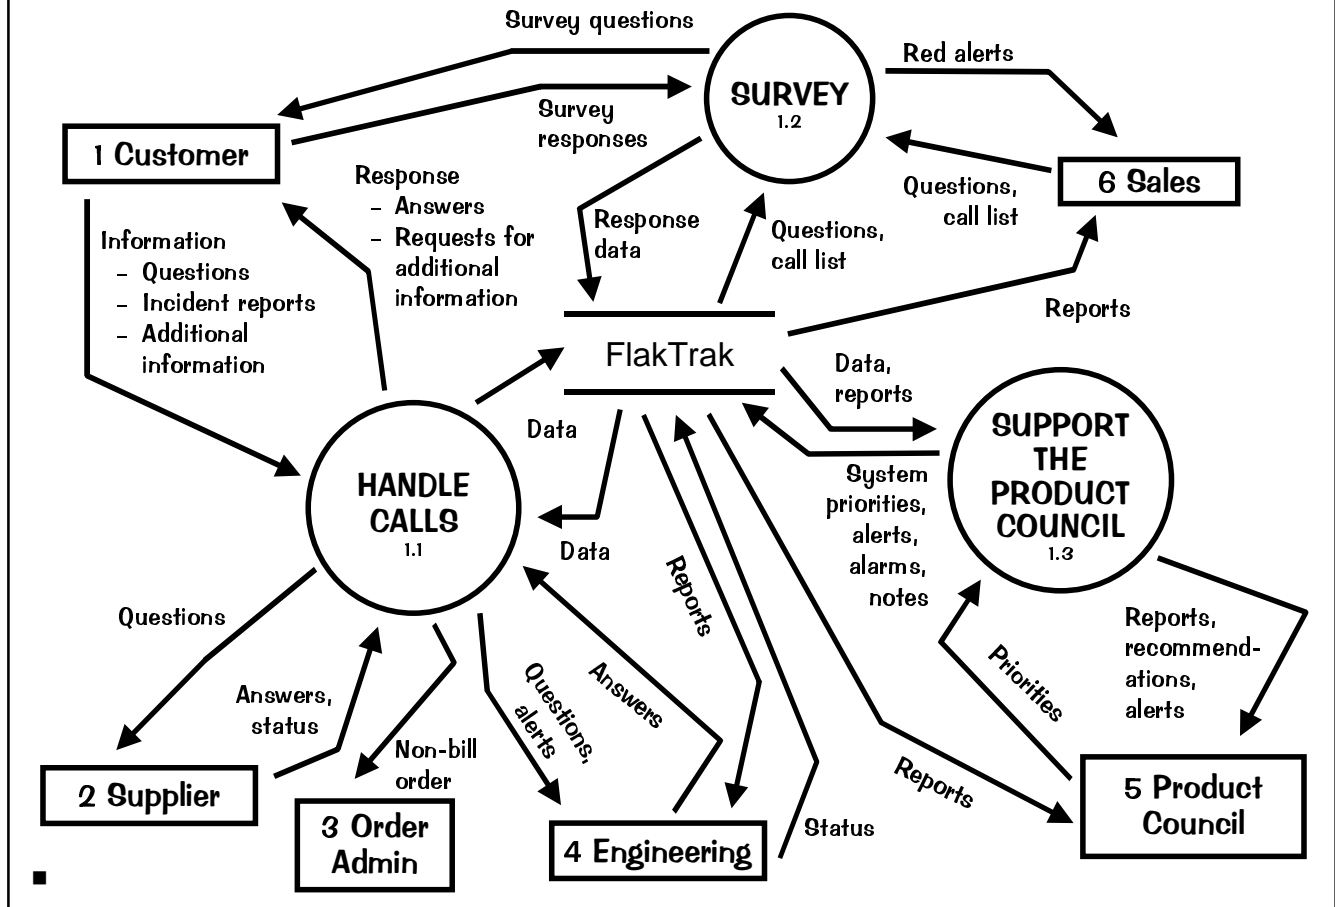 Survey questions
SURVEY
1.2
Red alerts
Survey
responses
1 Customer
6 Sales
Questions,
call list
Response
- Answers
- Requests for
additional
information
Response
data
Questions,
call list
Information
- Questions
- Incident reports
- Additional
information
Reports
FlakTrak
Data,
reports
Data
SUPPORT
THE
PRODUCT
COUNCIL
1.3
HANDLE
CALLS
1.1
System
priorities,
alerts,
alarms,
notes
Data
Reports
Questions
Answers,
status
Non-bill
order
Questions,
alerts
Answers
Priorities
Reports,
recommend-
ations,
alerts
2 Supplier
3 Order
Admin
4 Engineering
Status
Reports
5 Product
Council